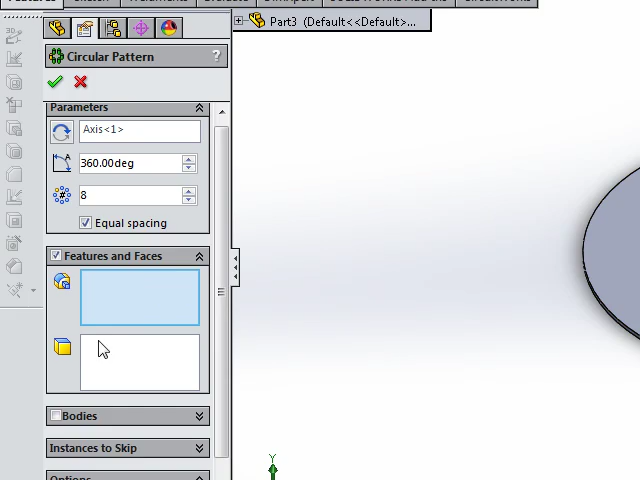 Part3 (Default<<Default>...
Circular Pattern
?
Parameters
Axis<1>
A
360.00deg
#
8
Equal spacing
Features and Faces
Bodies
Instances to Skip
Y